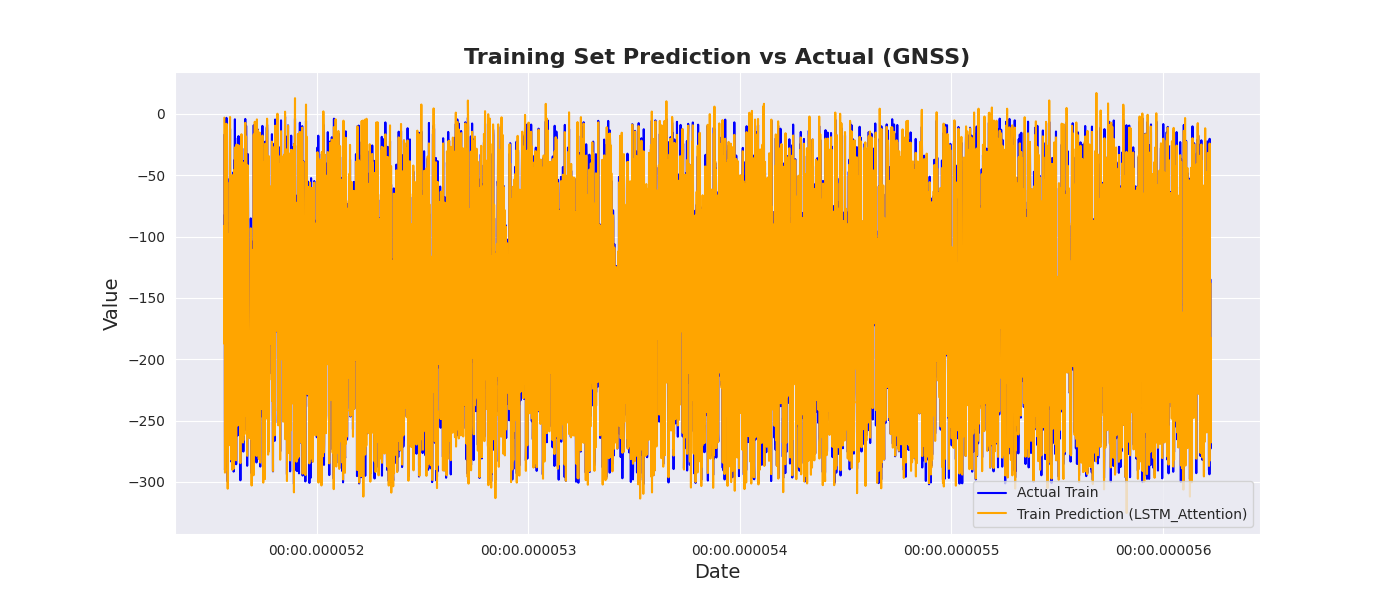 Training Set Prediction vs Actual (GNSS)
Value
0
−50
−100
−150
−200
−250
−300
Actual Train
Train Prediction (LSTM_Attention)
00:00.000052
00:00.000053
00:00.000054
00:00.000055
00:00.000056
Date